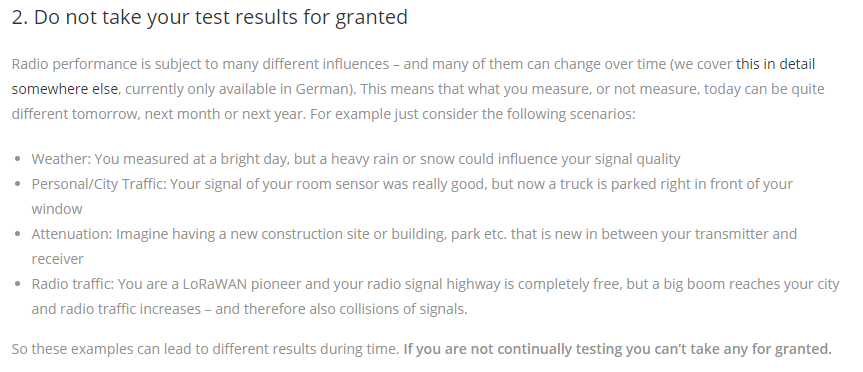 2. Do not take your test results for granted
Radio performance is subject to many different influences – and many of them can change over time (we cover this in detail
somewhere else, currently only available in German). This means that what you measure, or not measure, today can be quite
different tomorrow, next month or next year. For example just consider the following scenarios:
• Weather: You measured at a bright day, but a heavy rain or snow could influence your signal quality
• Personal/City Traffic: Your signal of your room sensor was really good, but now a truck is parked right in front of your
window
• Attenuation: Imagine having a new construction site or building, park etc. that is new in between your transmitter and
receiver
• Radio traffic: You are a LoRaWAN pioneer and your radio signal highway is completely free, but a big boom reaches your city
and radio traffic increases – and therefore also collisions of signals.
So these examples can lead to different results during time. If you are not continually testing you can’t take any for granted.